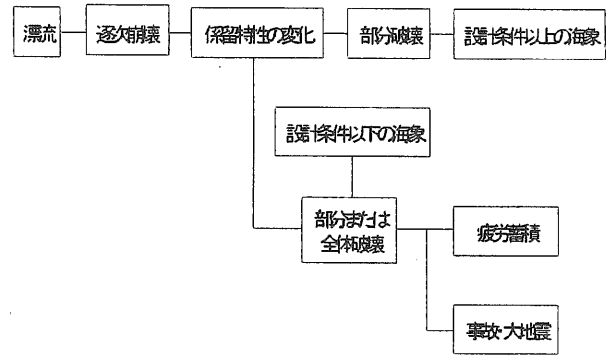 漂流
逐次崩壊
係留特性の変化
部分破壊
設計条件以上の海象
設計条件以下の海象
部分または
全体破壊
疲労蓄積
事故・大地震